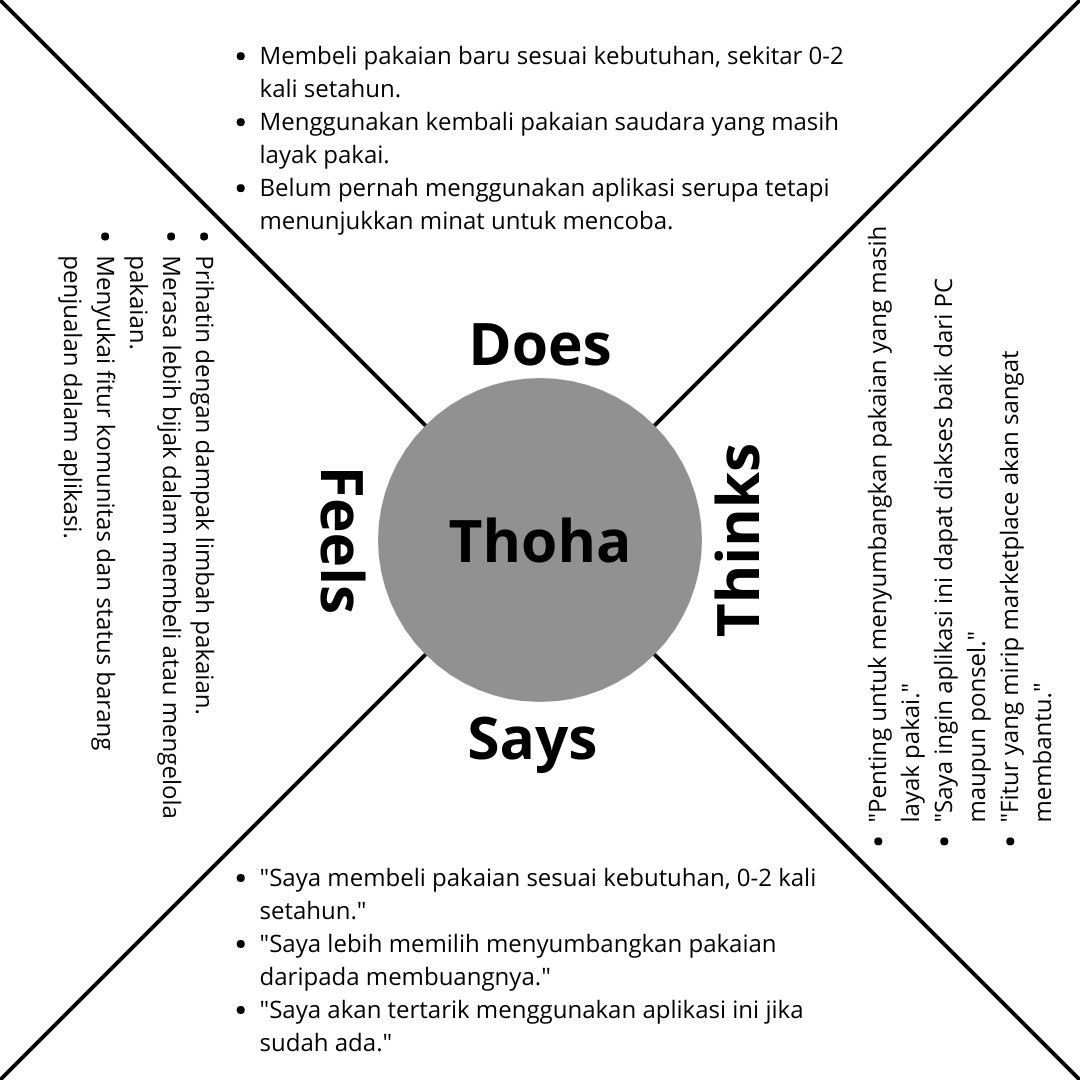 • Membeli pakaian baru sesuai kebutuhan, sekitar 0-2
kali setahun.
• Menggunakan kembali pakaian saudara yang masih
layak pakai.
• Belum pernah menggunakan aplikasi serupa tetapi
menunjukkan minat untuk mencoba.
Does
• Prihatin dengan dampak limbah pakaian.
• Merasa lebih bijak dalam membeli atau mengelola
pakaian.
• Menyukai fitur komunitas dan status barang
penjualan dalam aplikasi.
Feels
Thoha
Thinks
• "Penting untuk menyumbangkan pakaian yang masih
layak pakai."
• "Saya ingin aplikasi ini dapat diakses baik dari PC
maupun ponsel."
• "Fitur yang mirip marketplace akan sangat
membantu."
Says
• "Saya membeli pakaian sesuai kebutuhan, 0-2 kali
setahun."
• "Saya lebih memilih menyumbangkan pakaian
daripada membuangnya."
• "Saya akan tertarik menggunakan aplikasi ini jika
sudah ada."